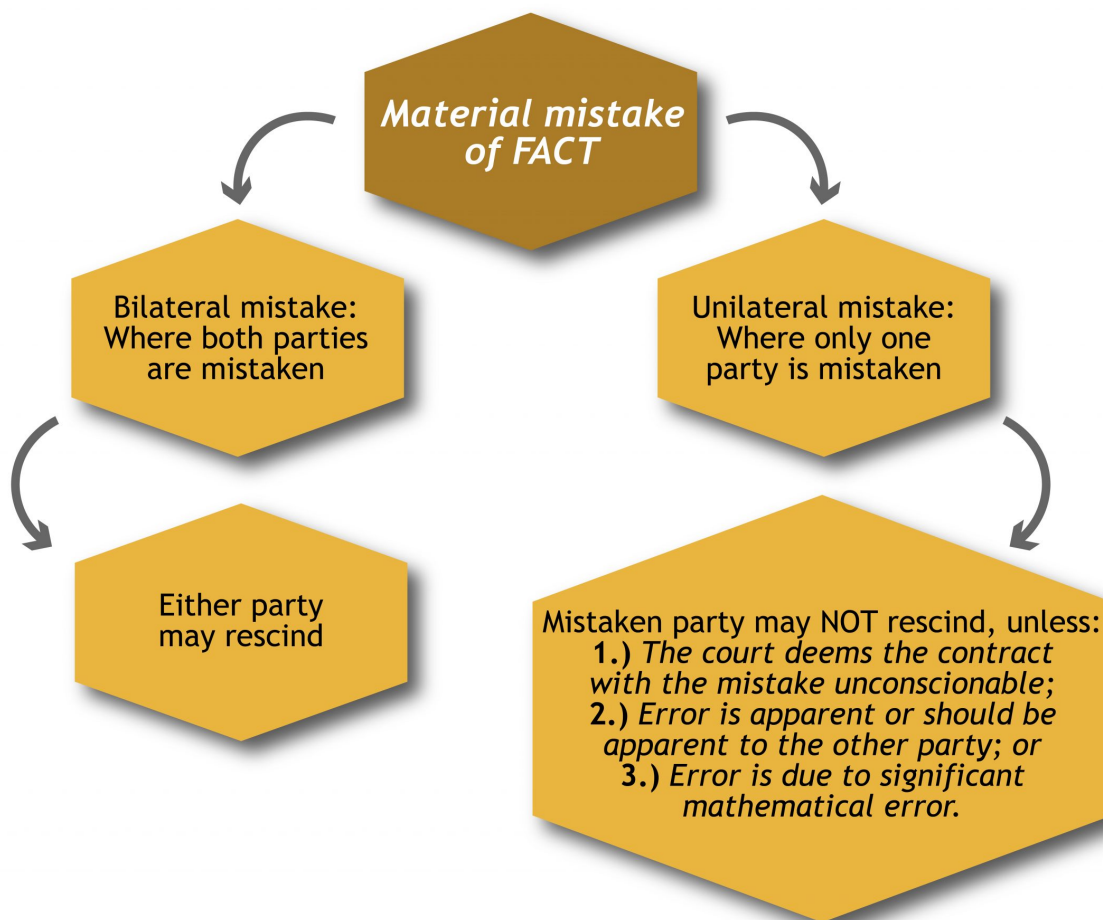 Material mistake
of FACT
Bilateral mistake:
Where both parties
are mistaken
Unilateral mistake:
Where only one
party is mistaken
Either party
may rescind
Mistaken party may NOT rescind, unless:
1.) The court deems the contract
with the mistake unconscionable;
2.) Error is apparent or should be
apparent to the other party; or
3.) Error is due to significant
mathematical error.